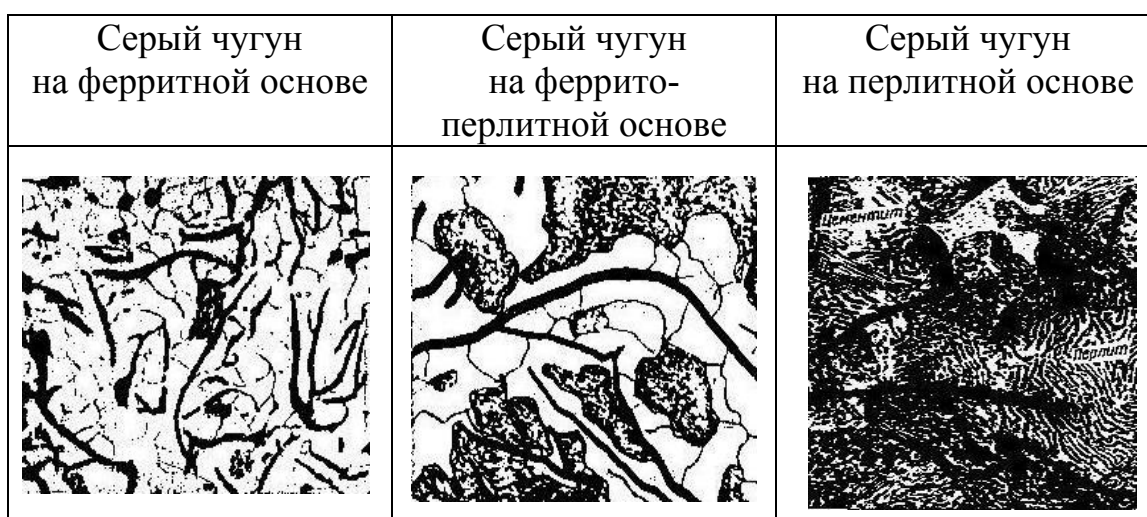 Серый чугун
на ферритной основе
Серый чугун
на феррито-
перлитной основе
Серый чугун
на перлитной основе
Цементит
Перлит